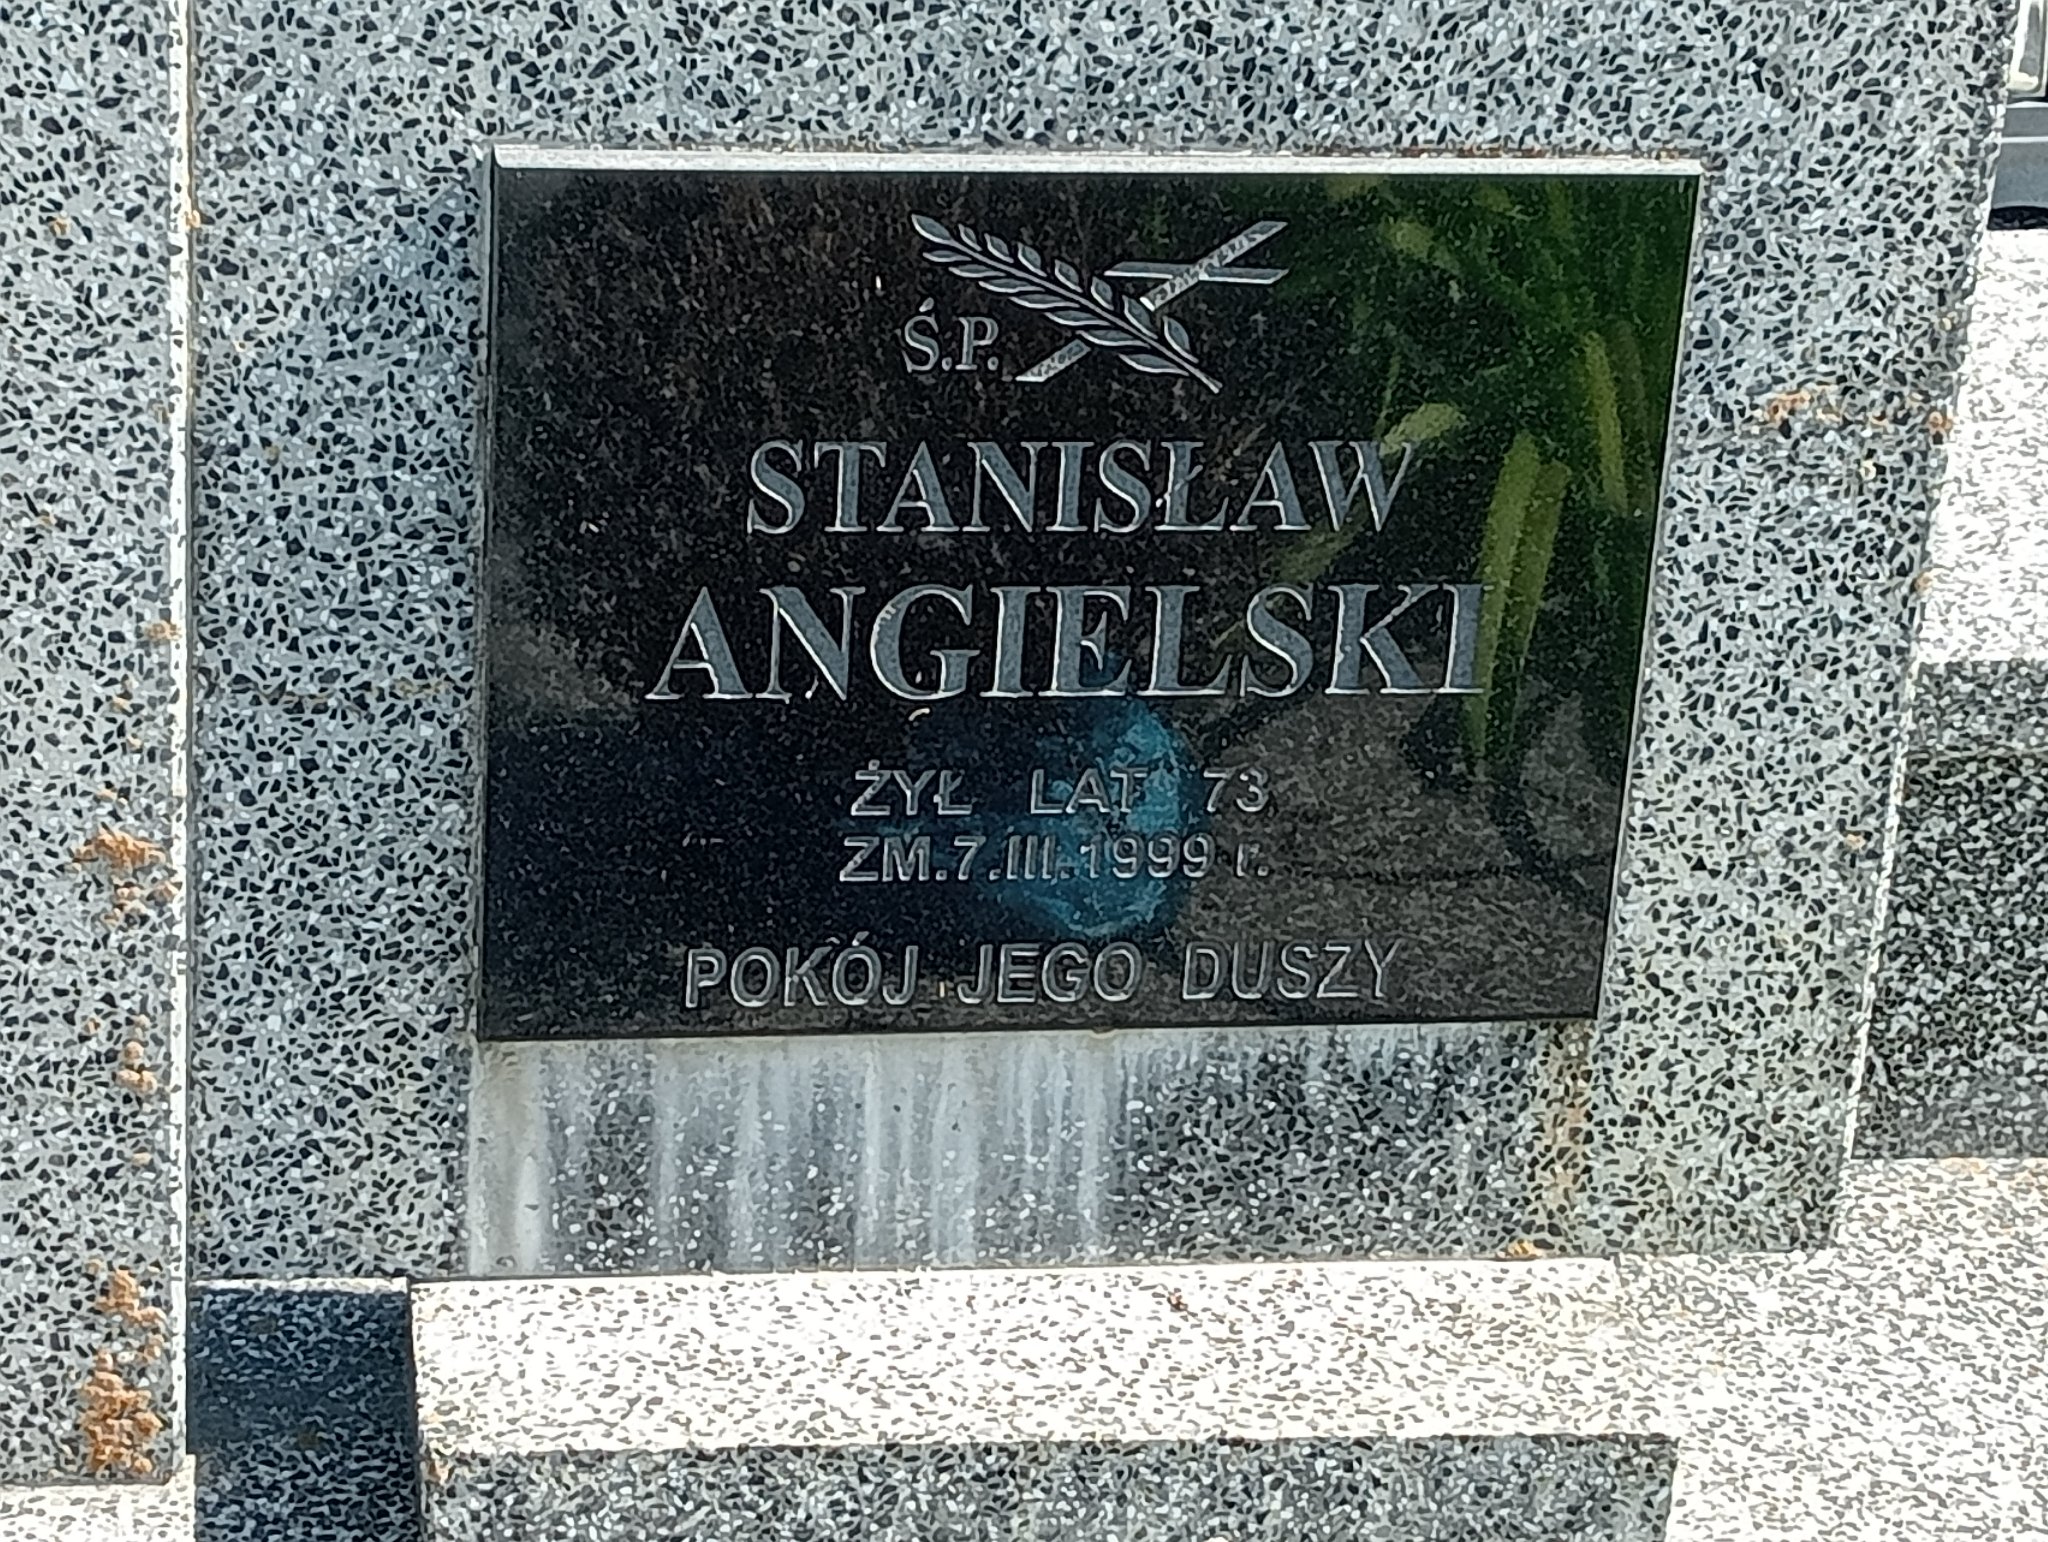 Ś.P.
STANISŁAW
ANGIELSKI
ŻYŁ LAT 73
ZM.7.III.1999 r.
POKÓJ JEGO DUSZY